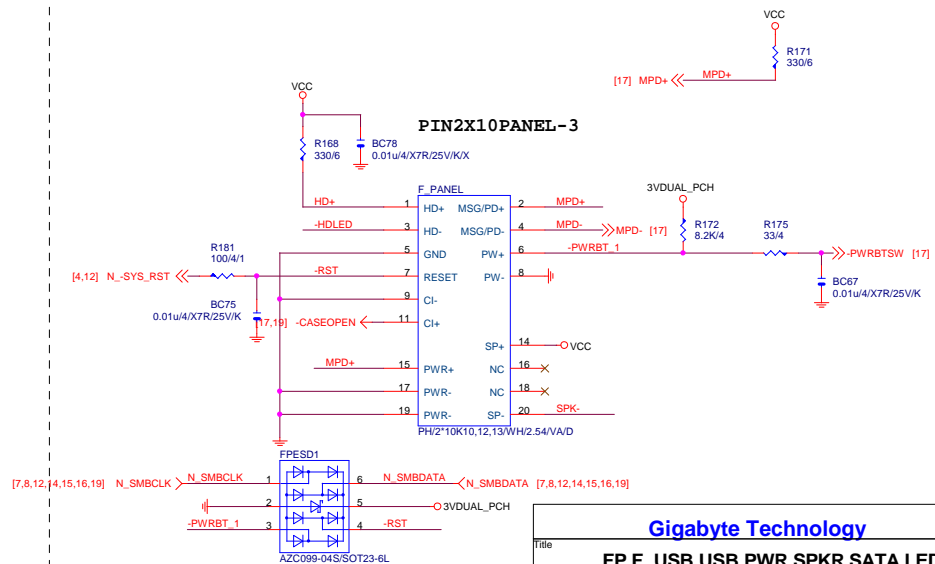 VCC
R171
330/6
[17] MPD+
MPD+
VCC
PIN2X10PANEL-3
R168
330/6
BC78
0.01u/4/X7R/25V/K/X
3VDUAL_PCH
F_PANEL
HD+ 1 HD+ MSG/PD+ 2 MPD+
-HDLED 3 HD- MSG/PD- 4 MPD- [17]
R172
8.2K/4
R175
33/4
5 GND PW+ 6 -PWRBT_1
-PWRBTSW [17]
R181
100/4/1
[4,12] N_-SYS_RST
-RST 7 RESET PW- 8
BC67
0.01u/4/X7R/25V/K
9 CI-
BC75
0.01u/4/X7R/25V/K
[17,19] -CASEOPEN 11 CI+
SP+ 14 VCC
MPD+ 15 PWR+ NC 16
17 PWR- NC 18
19 PWR- SP- 20 SPK-
PH/2*10K10,12,13/WH/2.54/VA/D
FPESD1
[7,8,12,14,15,16,19] N_SMBCLK N_SMBCLK 1 6 N_SMBDATA N_SMBDATA [7,8,12,14,15,16,19]
2 5 3VDUAL_PCH
-PWRBT_1 3 4 -RST
AZC099-04S/SOT23-6L
Gigabyte Technology
Title
FP,F_USB,USB PWR,SPKR,SATA LED